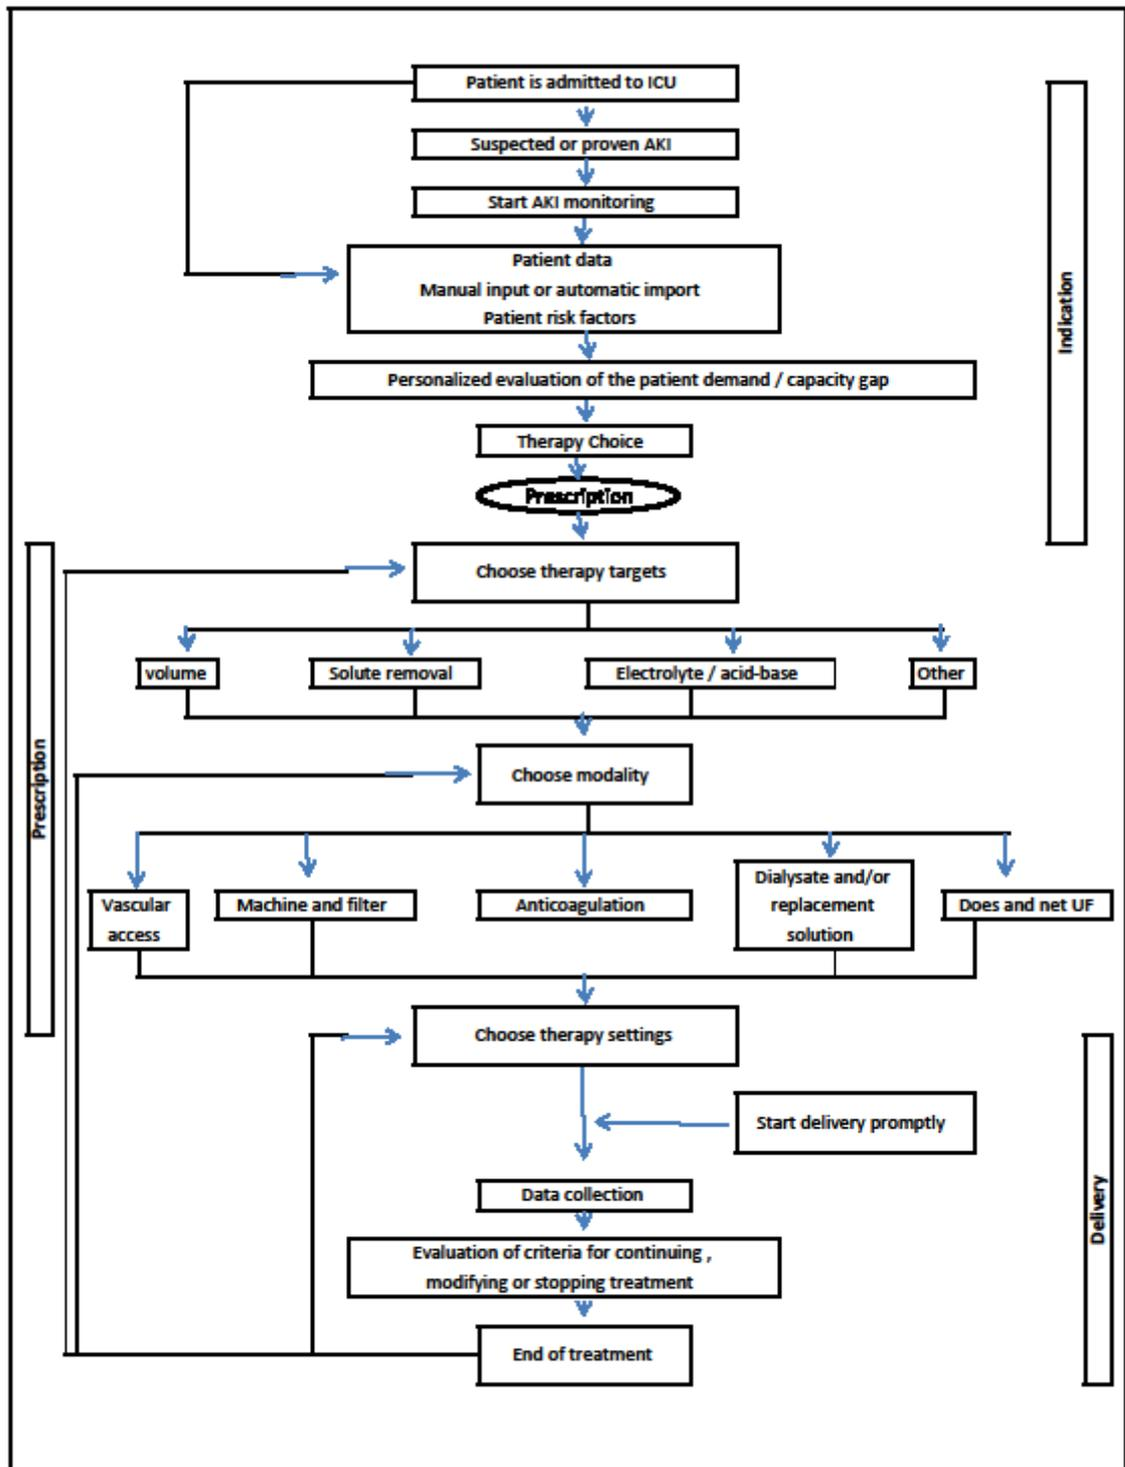 Patient is admitted to ICU
Suspected or proven AKI
Start AKI monitoring
Patient data
Manual input or automatic import
Patient risk factors
Indication
Personalized evaluation of the patient demand / capacity gap
Therapy Choice
Prescription
Choose therapy targets
volume
Solute removal
Electrolyte / acid-base
Other
Prescription
Choose modality
Vascular
access
Machine and filter
Anticoagulation
Dialysate and/or
replacement
solution
Does and net UF
Choose therapy settings
Start delivery promptly
Delivery
Data collection
Evaluation of criteria for continuing ,
modifying or stopping treatment
End of treatment